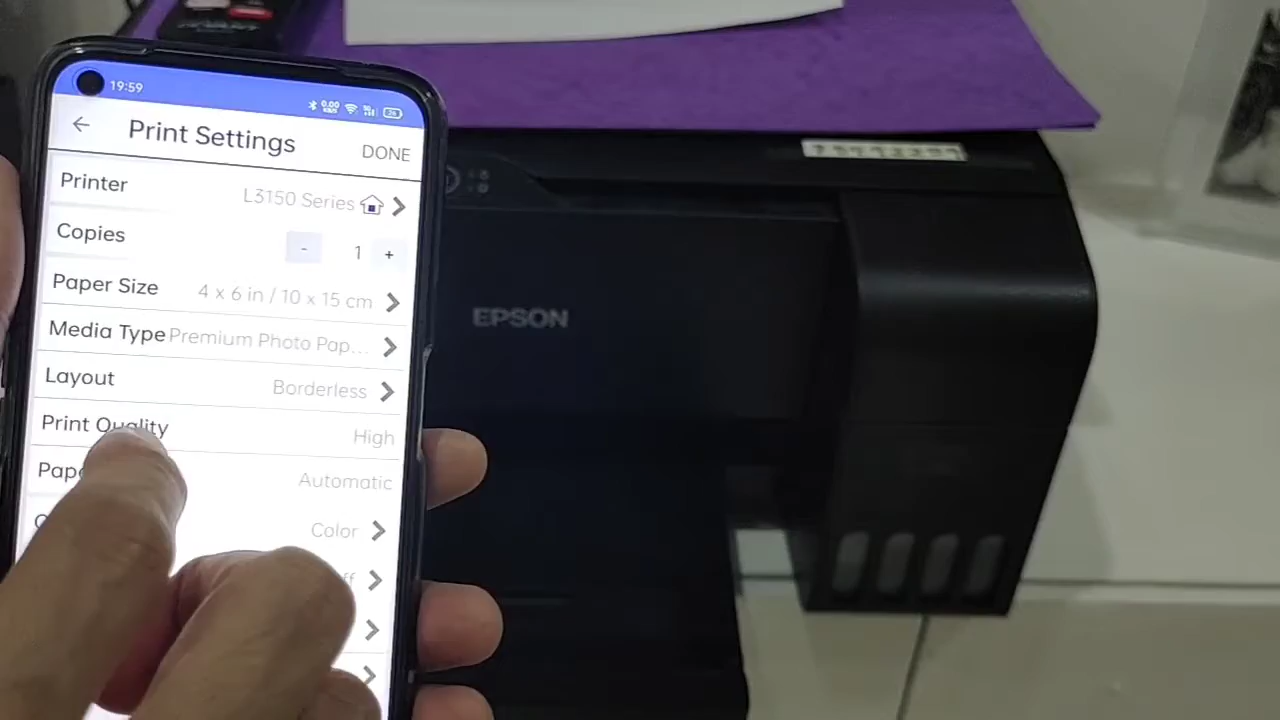 19:59
Print Settings
DONE
Printer L3150 Series
Copies - 1 +
Paper Size 4 x 6 in / 10 x 15 cm
Media Type Premium Photo Pap...
Layout Borderless
Print Quality High
Automatic
Color
EPSON